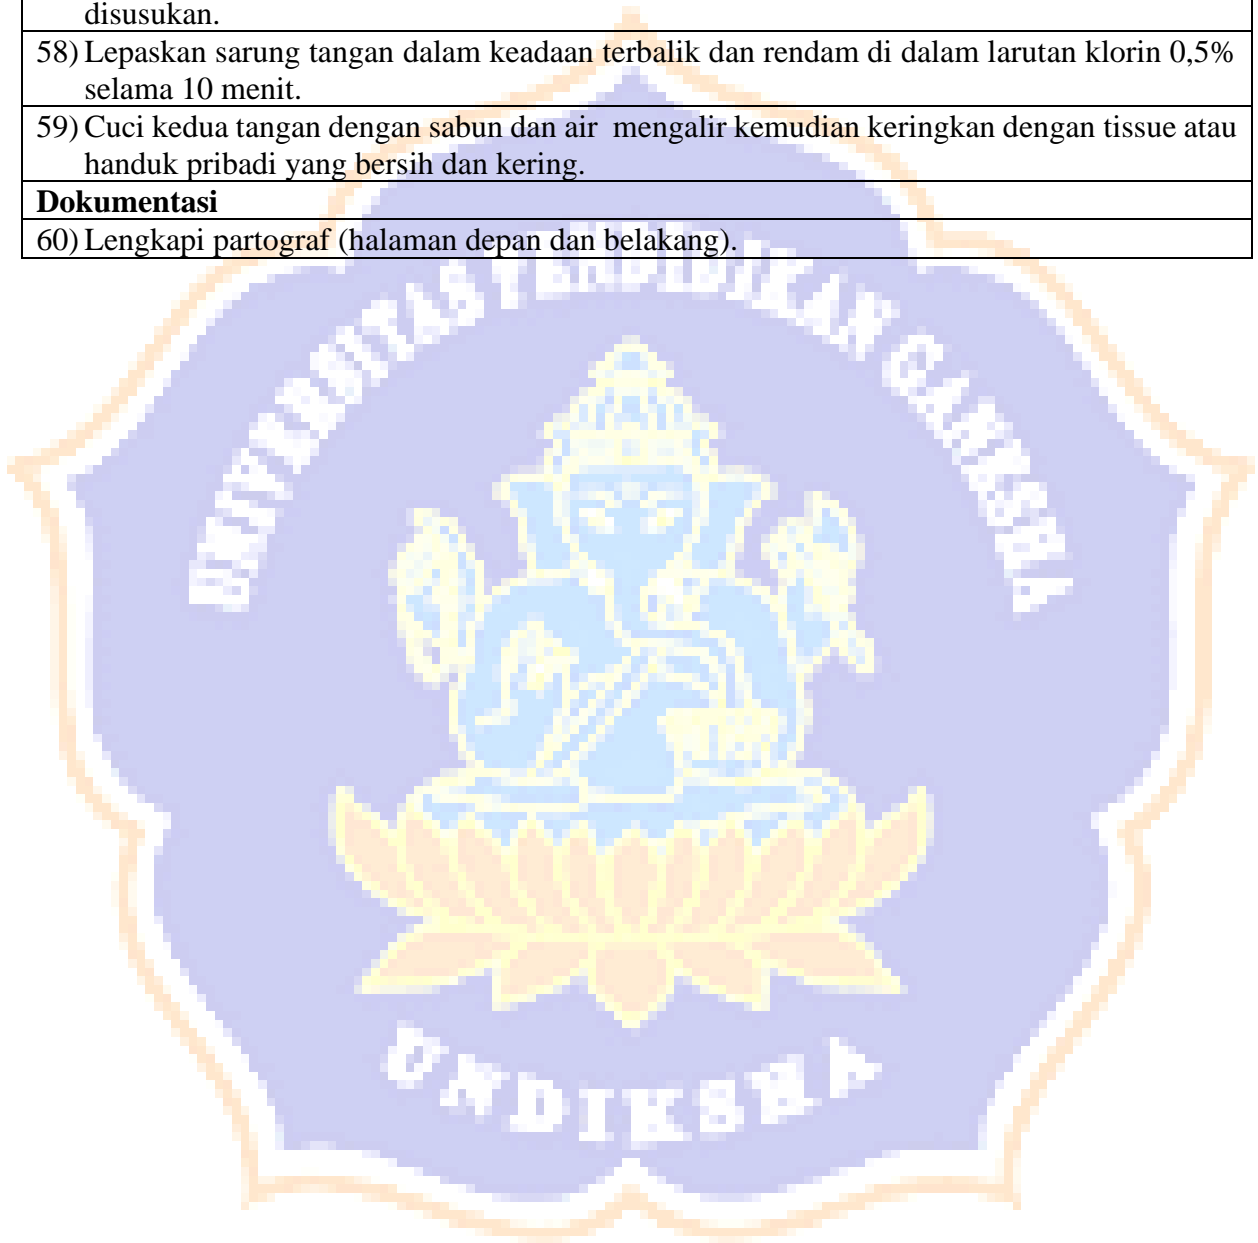 disusukan.
58) Lepaskan sarung tangan dalam keadaan terbalik dan rendam di dalam larutan klorin 0,5%
selama 10 menit.
59) Cuci kedua tangan dengan sabun dan air mengalir kemudian keringkan dengan tissue atau
handuk pribadi yang bersih dan kering.
Dokumentasi
60) Lengkapi partograf (halaman depan dan belakang).
UNIVERSITAS PENDIDIKAN GANESHA
UNDIKSHA